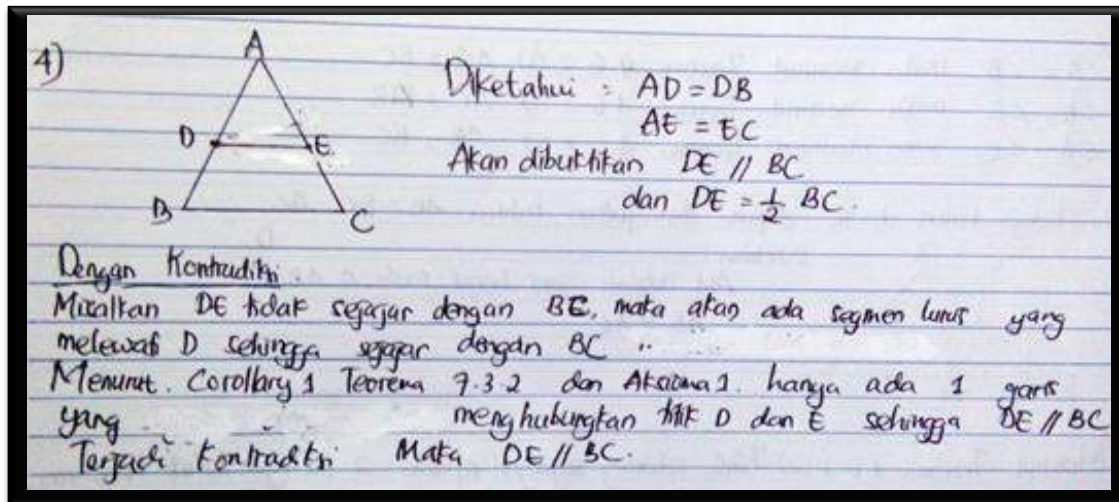 4)
A
D E
B C
Diketahui : AD = DB
AE = EC
Akan dibuktikan DE // BC
dan DE = 1/2 BC.
Dengan Kontradiksi.
Misalkan DE tidak sejajar dengan BC, maka akan ada segmen lurus yang
melewati D sehingga sejajar dengan BC ..
Menurut. Corollary 1 Teorema 7.3.2 dan Aksioma 1. hanya ada 1 garis
yang menghubungkan titik D dan E sehingga DE // BC
Terjadi kontradiksi Maka DE // BC.